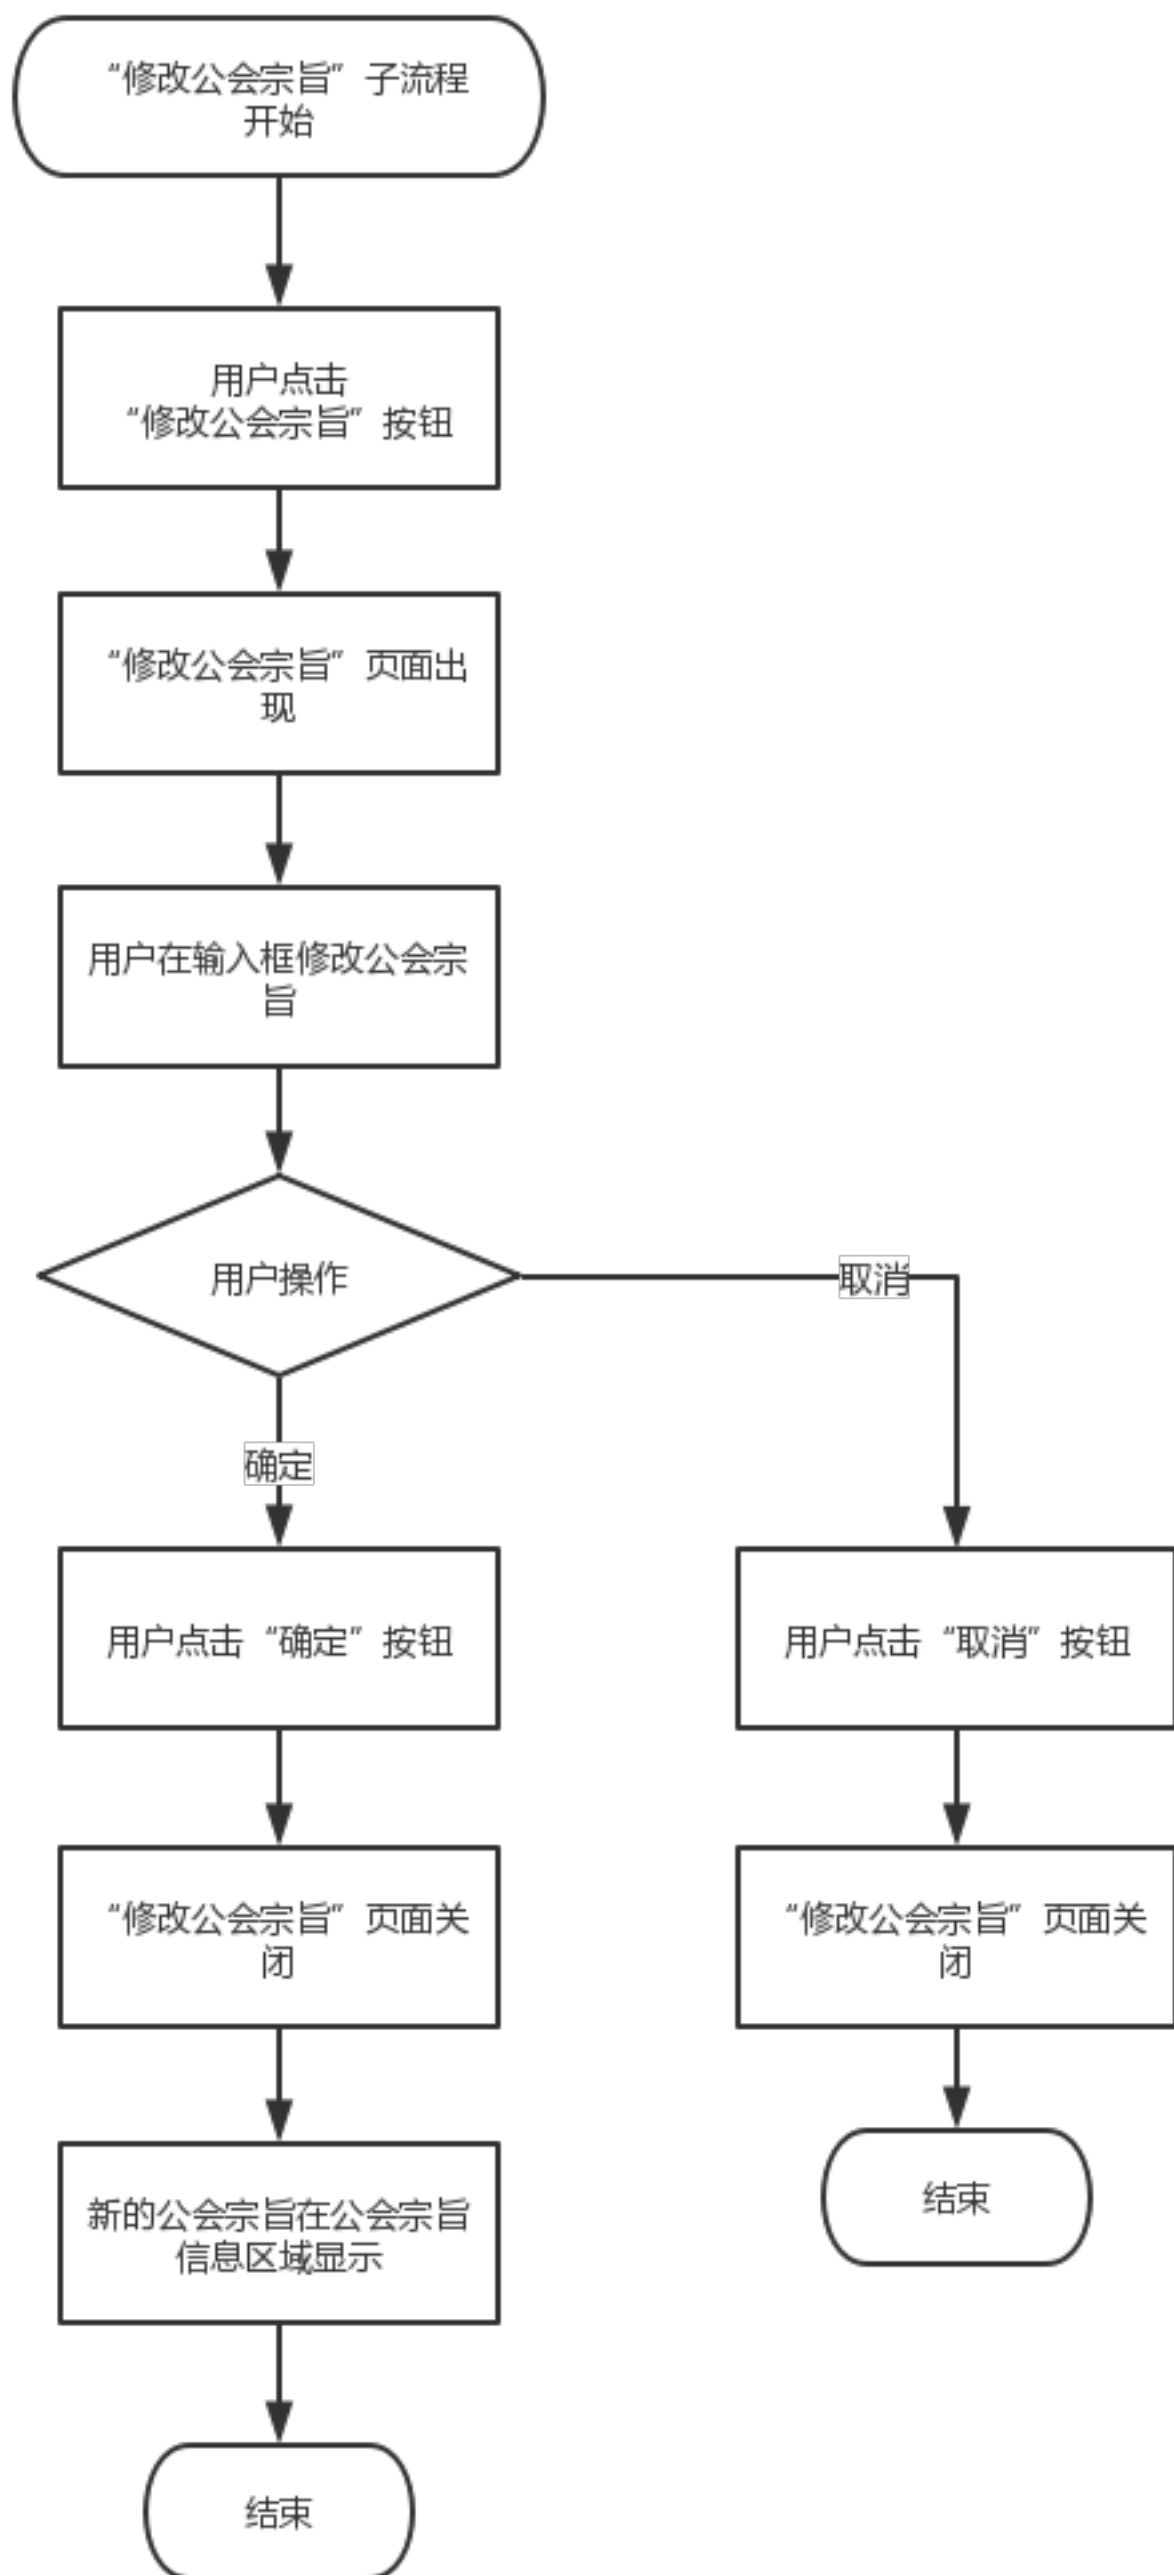 “修改公会宗旨”子流程
开始
用户点击
“修改公会宗旨”按钮
“修改公会宗旨”页面出
现
用户在输入框修改公会宗
旨
用户操作
取消
确定
用户点击“确定”按钮
用户点击“取消”按钮
“修改公会宗旨”页面关
闭
“修改公会宗旨”页面关
闭
结束
新的公会宗旨在公会宗旨
信息区域显示
结束